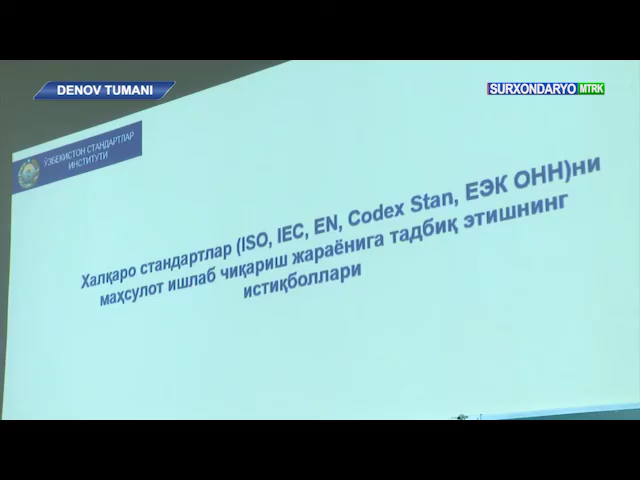 DENOV TUMANI
SURXONDARYO MTRK
ЎЗБЕКИСТОН СТАНДАРТЛАР
ИНСТИТУТИ
Халқаро стандартлар (ISO, IEC, EN, Codex Stan, ЕЭК ОНН)ни
маҳсулот ишлаб чиқариш жараёнига тадбиқ этишнинг
истиқболлари